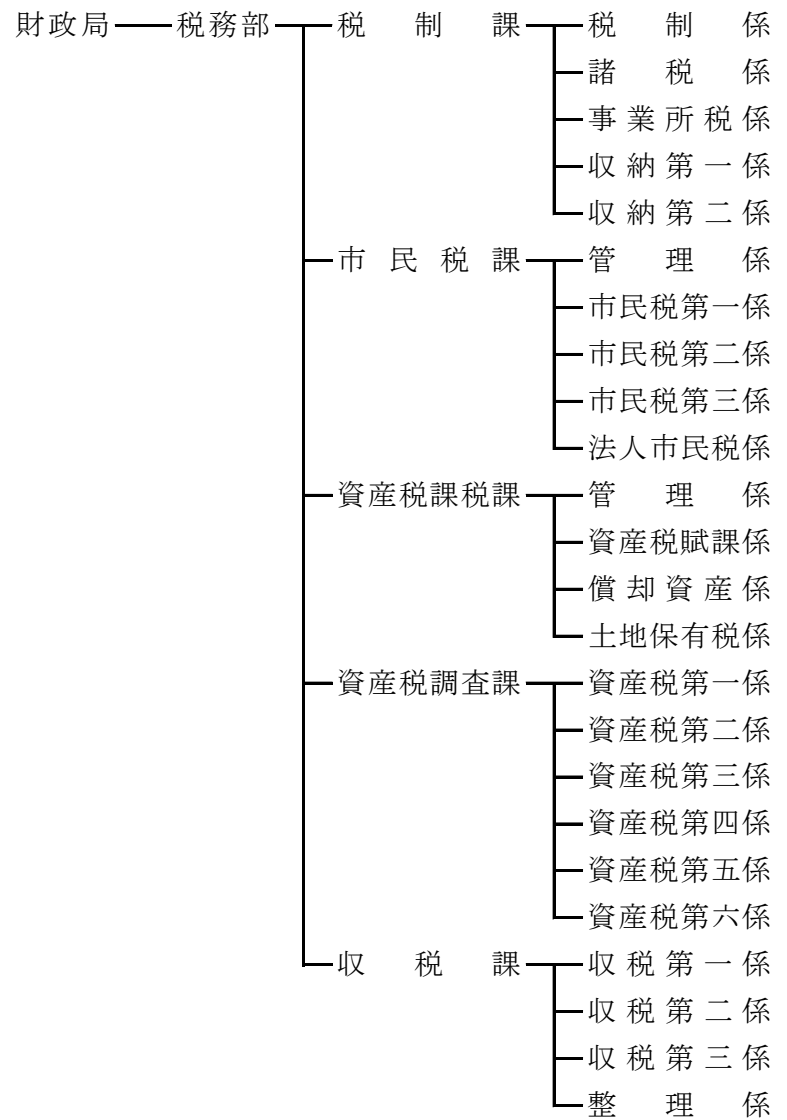 財政局 税務部 税制課 税制係
諸税係
事業所税係
収納第一係
収納第二係
市民税課 管理係
市民税第一係
市民税第二係
市民税第三係
法人市民税係
資産税課税課 管理係
資産税賦課係
償却資産係
土地保有税係
資産税調査課 資産税第一係
資産税第二係
資産税第三係
資産税第四係
資産税第五係
資産税第六係
収税課 収税第一係
収税第二係
収税第三係
整理係